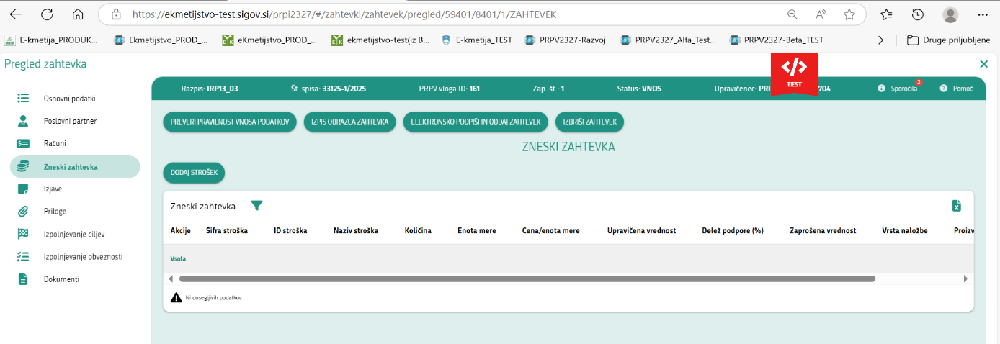 https://ekmetijstvo-test.sigov.si/prpi2327/#/zahtevki/zahtevek/pregled/59401/8401/1/ZAHTEVEK
E-kmetija_PRODUK... Ekmetijstvo_PROD_... eKmetijstvo_PROD_... ekmetijstvo-test(iz B... E-kmetija_TEST PRPV2327-Razvoj PRPV2327_Alfa_Test... PRPV2327-Beta_TEST Druge priljubljene
Pregled zahtevka
Osnovni podatki
Poslovni partner
Računi
Zneski zahtevka
Izjave
Priloge
Izpolnjevanje ciljev
Izpolnjevanje obveznosti
Dokumenti
Razpis: IRP13_03 Št. spisa: 33125-1/2025 PRPV vloga ID: 161 Zap. št.: 1 Status: VNOS Upravičenec: 704 Sporočila 2 Pomoč
TEST
PREVERI PRAVILNOST VNOSA PODATKOV IZPIS OBRAZCA ZAHTEVKA ELEKTRONSKO PODPIŠI IN ODDAJ ZAHTEVEK IZBRIŠI ZAHTEVEK
ZNESKI ZAHTEVKA
DODAJ STROŠEK
Zneski zahtevka
Akcije Šifra stroška ID stroška Naziv stroška Količina Enota mere Cena/enota mere Upravičena vrednost Delež podpore (%) Zaprošena vrednost Vrsta naložbe Proizv
Vsota
Ni dosegljivih podatkov